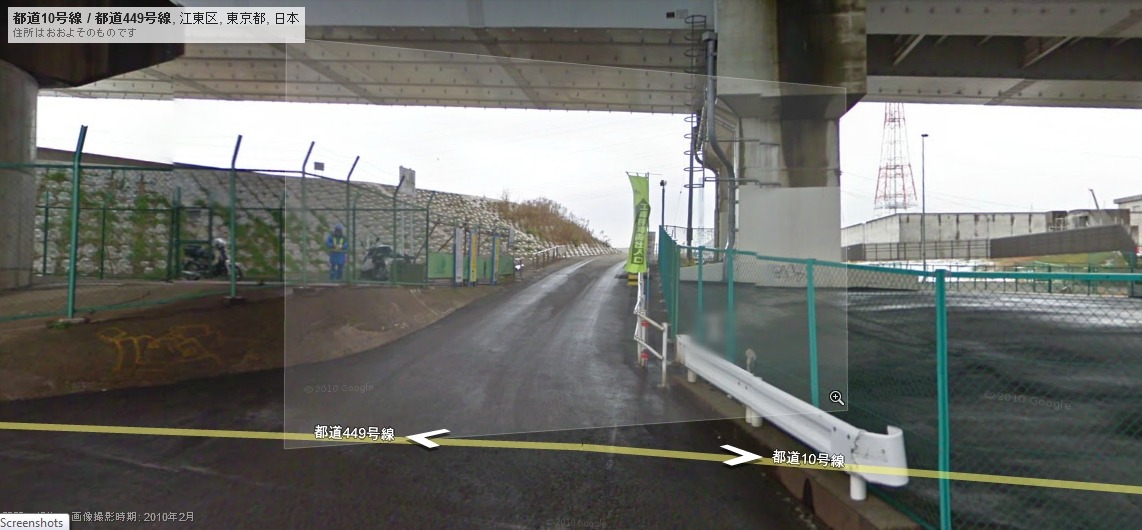 都道10号線 / 都道449号線, 江東区, 東京都, 日本
住所はおおよそのものです
© 2010 Google
© 2010 Google
都道449号線
都道10号線
画像撮影時期: 2010年2月
© 2010 Google
Screenshots